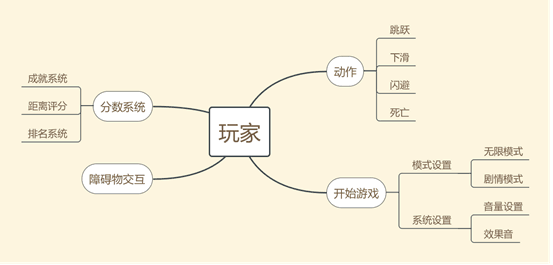 玩家
动作
跳跃
下滑
闪避
死亡
开始游戏
模式设置
无限模式
剧情模式
系统设置
音量设置
效果音
分数系统
成就系统
距离评分
排名系统
障碍物交互